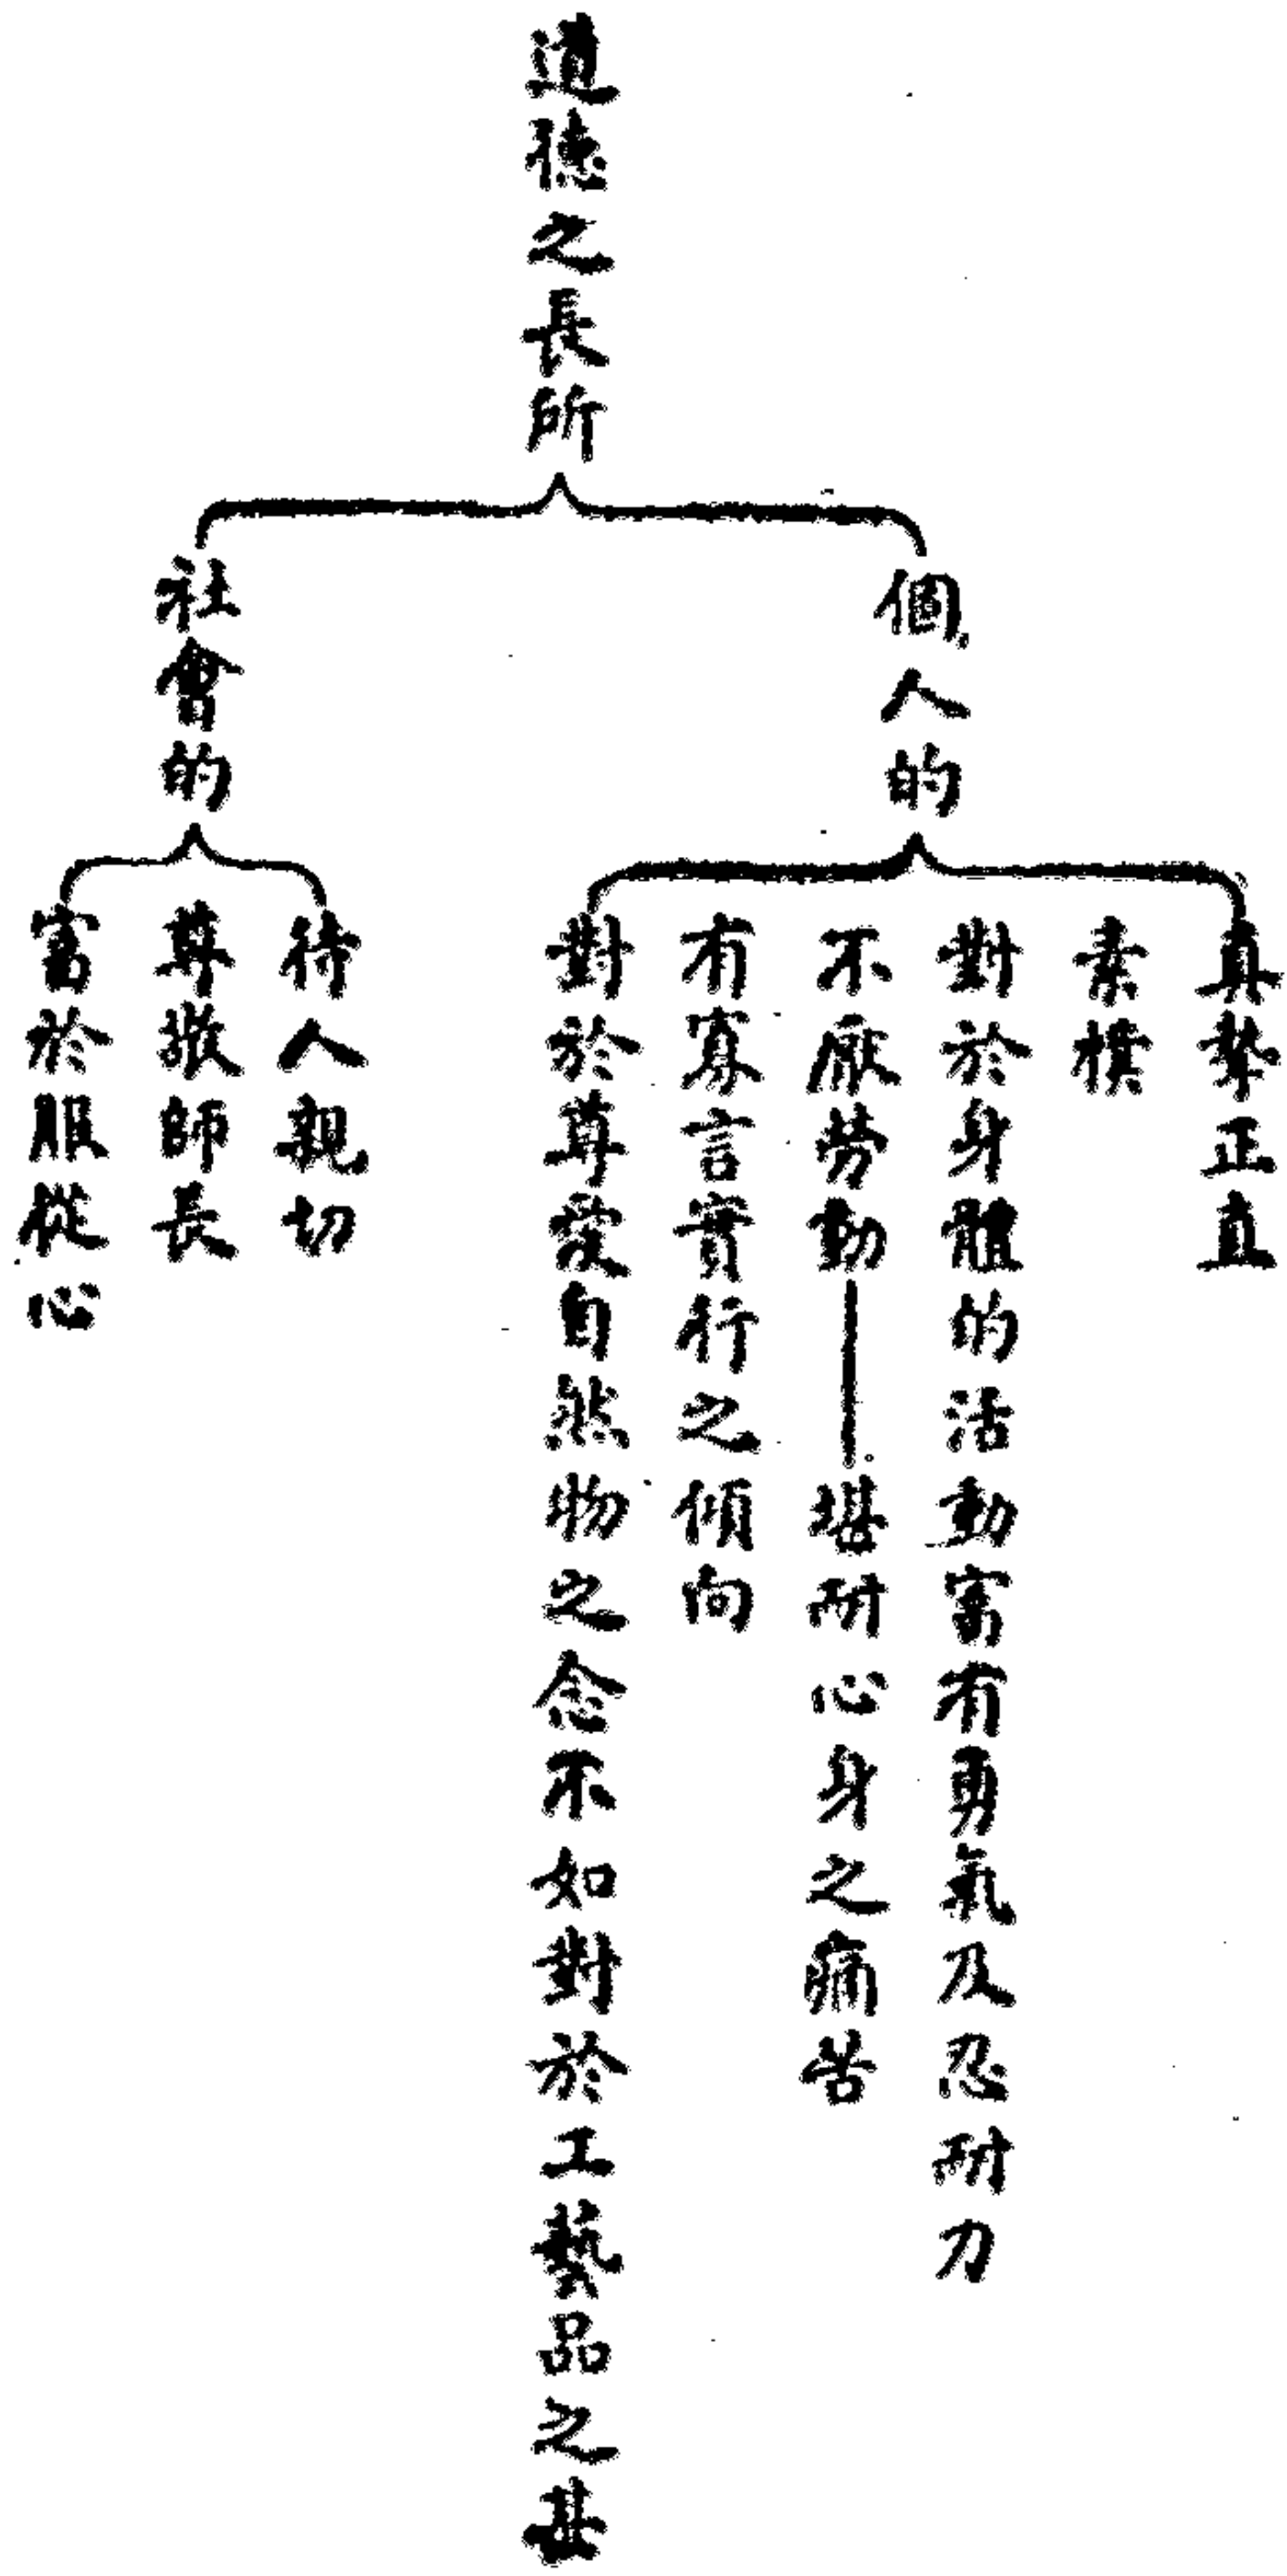 道德之長所
個人的
真摯正直
素樸
對於身體的活動富有勇氣及忍耐力
不厭勞動——堪耐心身之痛苦
有寡言實行之傾向
對於尊愛自然物之念不如對於工藝品之甚
社會的
待人親切
尊敬師長
富於服從心